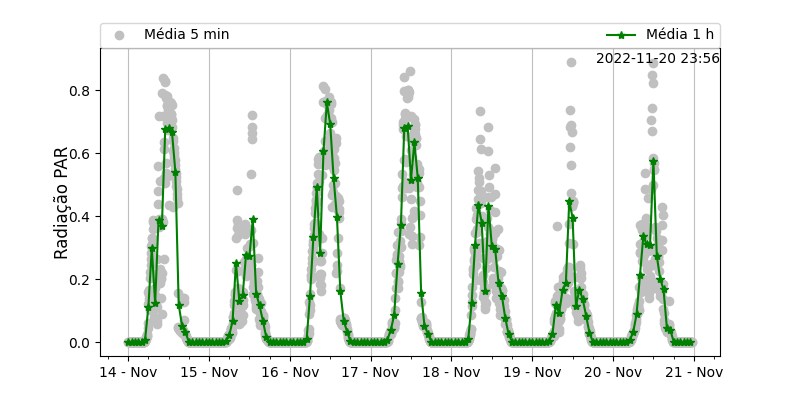 Média 5 min
Média 1 h
2022-11-20 23:56
Radiação PAR
0.8
0.6
0.4
0.2
0.0
14 - Nov
15 - Nov
16 - Nov
17 - Nov
18 - Nov
19 - Nov
20 - Nov
21 - Nov